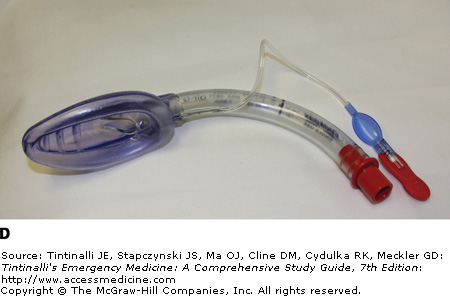 D
Source: Tintinalli JE, Stapczynski JS, Ma OJ, Cline DM, Cydulka RK, Meckler GD:
Tintinalli's Emergency Medicine: A Comprehensive Study Guide, 7th Edition:
http://www.accessmedicine.com
Copyright © The McGraw-Hill Companies, Inc. All rights reserved.